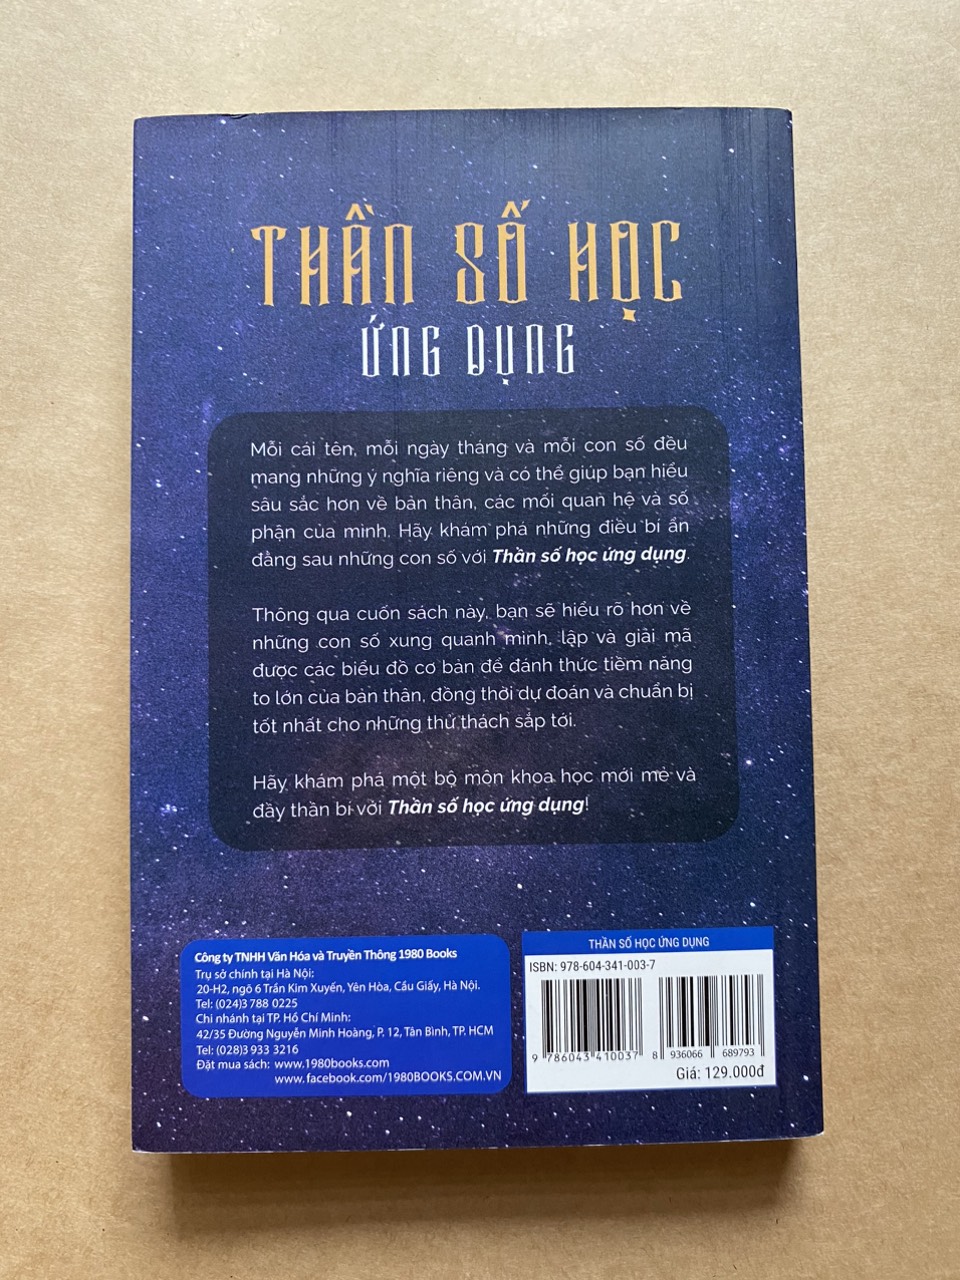 THẦN SỐ HỌC
ỨNG DỤNG
Mỗi cái tên, mỗi ngày tháng và mỗi con số đều
mang những ý nghĩa riêng và có thể giúp bạn hiểu
sâu sắc hơn về bản thân, các mối quan hệ và số
phận của mình. Hãy khám phá những điều bí ẩn
đằng sau những con số với Thần số học ứng dụng.
Thông qua cuốn sách này, bạn sẽ hiểu rõ hơn về
những con số xung quanh mình, lập và giải mã
được các biểu đồ cơ bản để đánh thức tiềm năng
to lớn của bản thân, đồng thời dự đoán và chuẩn bị
tốt nhất cho những thử thách sắp tới.
Hãy khám phá một bộ môn khoa học mới mẻ và
đầy thần bí với Thần số học ứng dụng!
Công ty TNHH Văn Hóa và Truyền Thông 1980 Books
Trụ sở chính tại Hà Nội:
20-H2, ngõ 6 Trần Kim Xuyến, Yên Hòa, Cầu Giấy, Hà Nội.
Tel: (024)3 788 0225
Chi nhánh tại TP. Hồ Chí Minh:
42/35 Đường Nguyễn Minh Hoàng, P. 12, Tân Bình, TP. HCM
Tel: (028)3 933 3216
Đặt mua sách: www.1980books.com
www.facebook.com/1980BOOKS.COM.VN
THẦN SỐ HỌC ỨNG DỤNG
ISBN: 978-604-341-003-7
9 786043 410037
8 936066 689793
Giá: 129.000đ